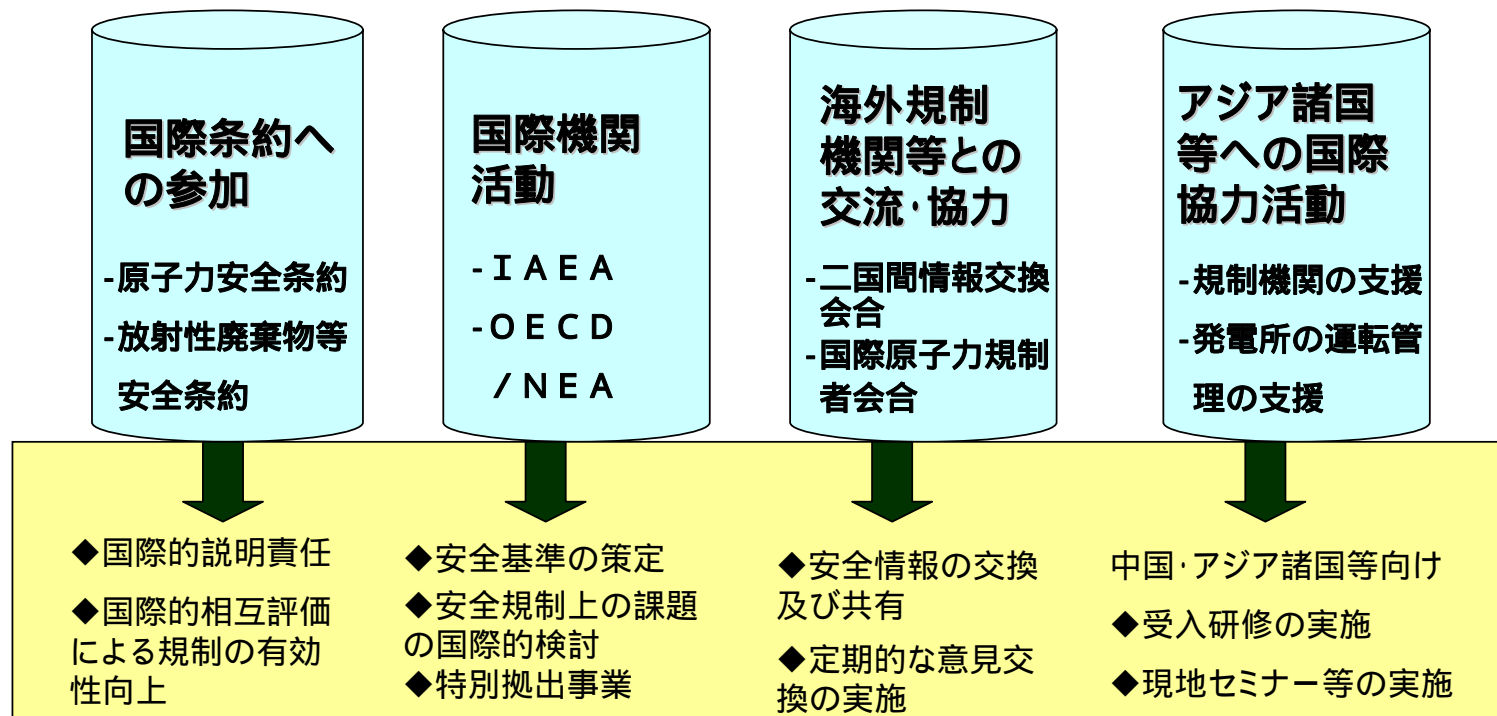 国際条約へ
の参加
-原子力安全条約
-放射性廃棄物等
安全条約
国際機関
活動
-ＩＡＥＡ
-ＯＥＣＤ
/ＮＥＡ
海外規制
機関等との
交流・協力
-二国間情報交換
会合
-国際原子力規制
者会合
アジア諸国
等への国際
協力活動
-規制機関の支援
-発電所の運転管
理の支援
◆国際的説明責任
◆国際的相互評価
による規制の有効
性向上
◆安全基準の策定
◆安全規制上の課題
の国際的検討
◆特別拠出事業
◆安全情報の交換
及び共有
◆定期的な意見交
換の実施
中国・アジア諸国等向け
◆受入研修の実施
◆現地セミナー等の実施